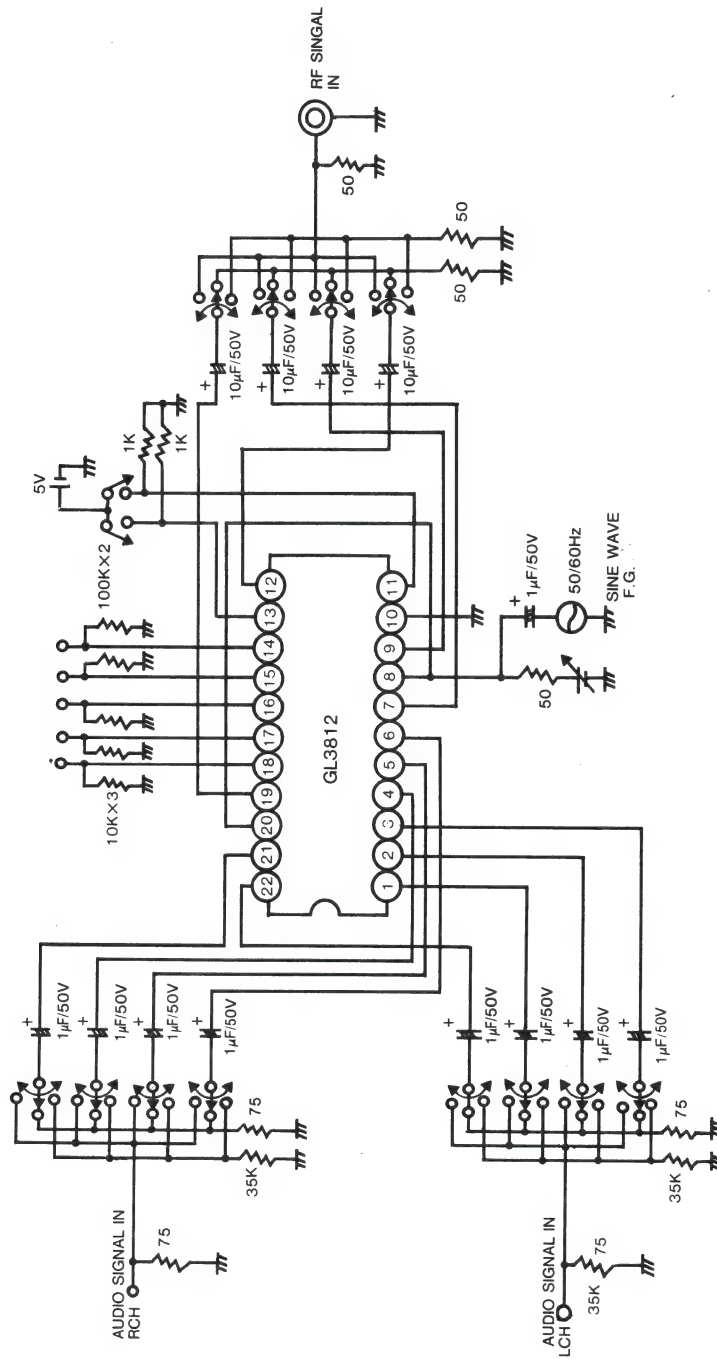 AUDIO SIGNAL IN
RCH
75
35K
75
+
1µF/50V
+
1µF/50V
+
1µF/50V
+
1µF/50V
AUDIO SIGNAL IN
LCH
75
35K
35K
75
+
1µF/50V
+
1µF/50V
+
1µF/50V
+
1µF/50V
10K×3
100K×2
5V
1K
1K
22
21
20
19
18
17
16
15
14
13
12
GL3812
1
2
3
4
5
6
7
8
9
10
11
+
10µF/50V
+
10µF/50V
+
10µF/50V
+
10µF/50V
50
50
50
RF SINGAL
IN
50
+
1µF/50V
50/60Hz
SINE WAVE
F.G.